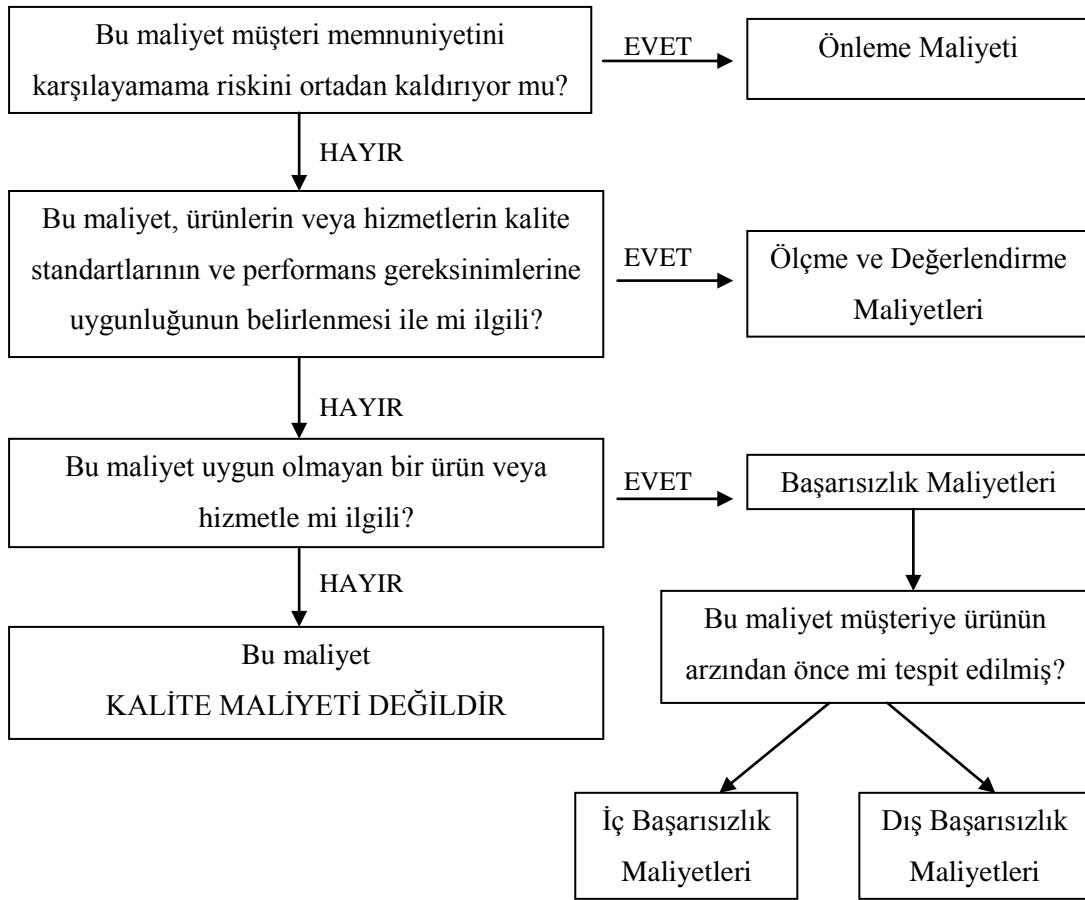 Bu maliyet müşteri memnuniyetini
karşılayamama riskini ortadan kaldırıyor mu?
EVET
Önleme Maliyeti
HAYIR
Bu maliyet, ürünlerin veya hizmetlerin kalite
standartlarının ve performans gereksinimlerine
uygunluğunun belirlenmesi ile mi ilgili?
EVET
Ölçme ve Değerlendirme
Maliyetleri
HAYIR
Bu maliyet uygun olmayan bir ürün veya
hizmetle mi ilgili?
EVET
Başarısızlık Maliyetleri
HAYIR
Bu maliyet
KALİTE MALİYETİ DEĞİLDİR
Bu maliyet müşteriye ürünün
arzından önce mi tespit edilmiş?
İç Başarısızlık
Maliyetleri
Dış Başarısızlık
Maliyetleri